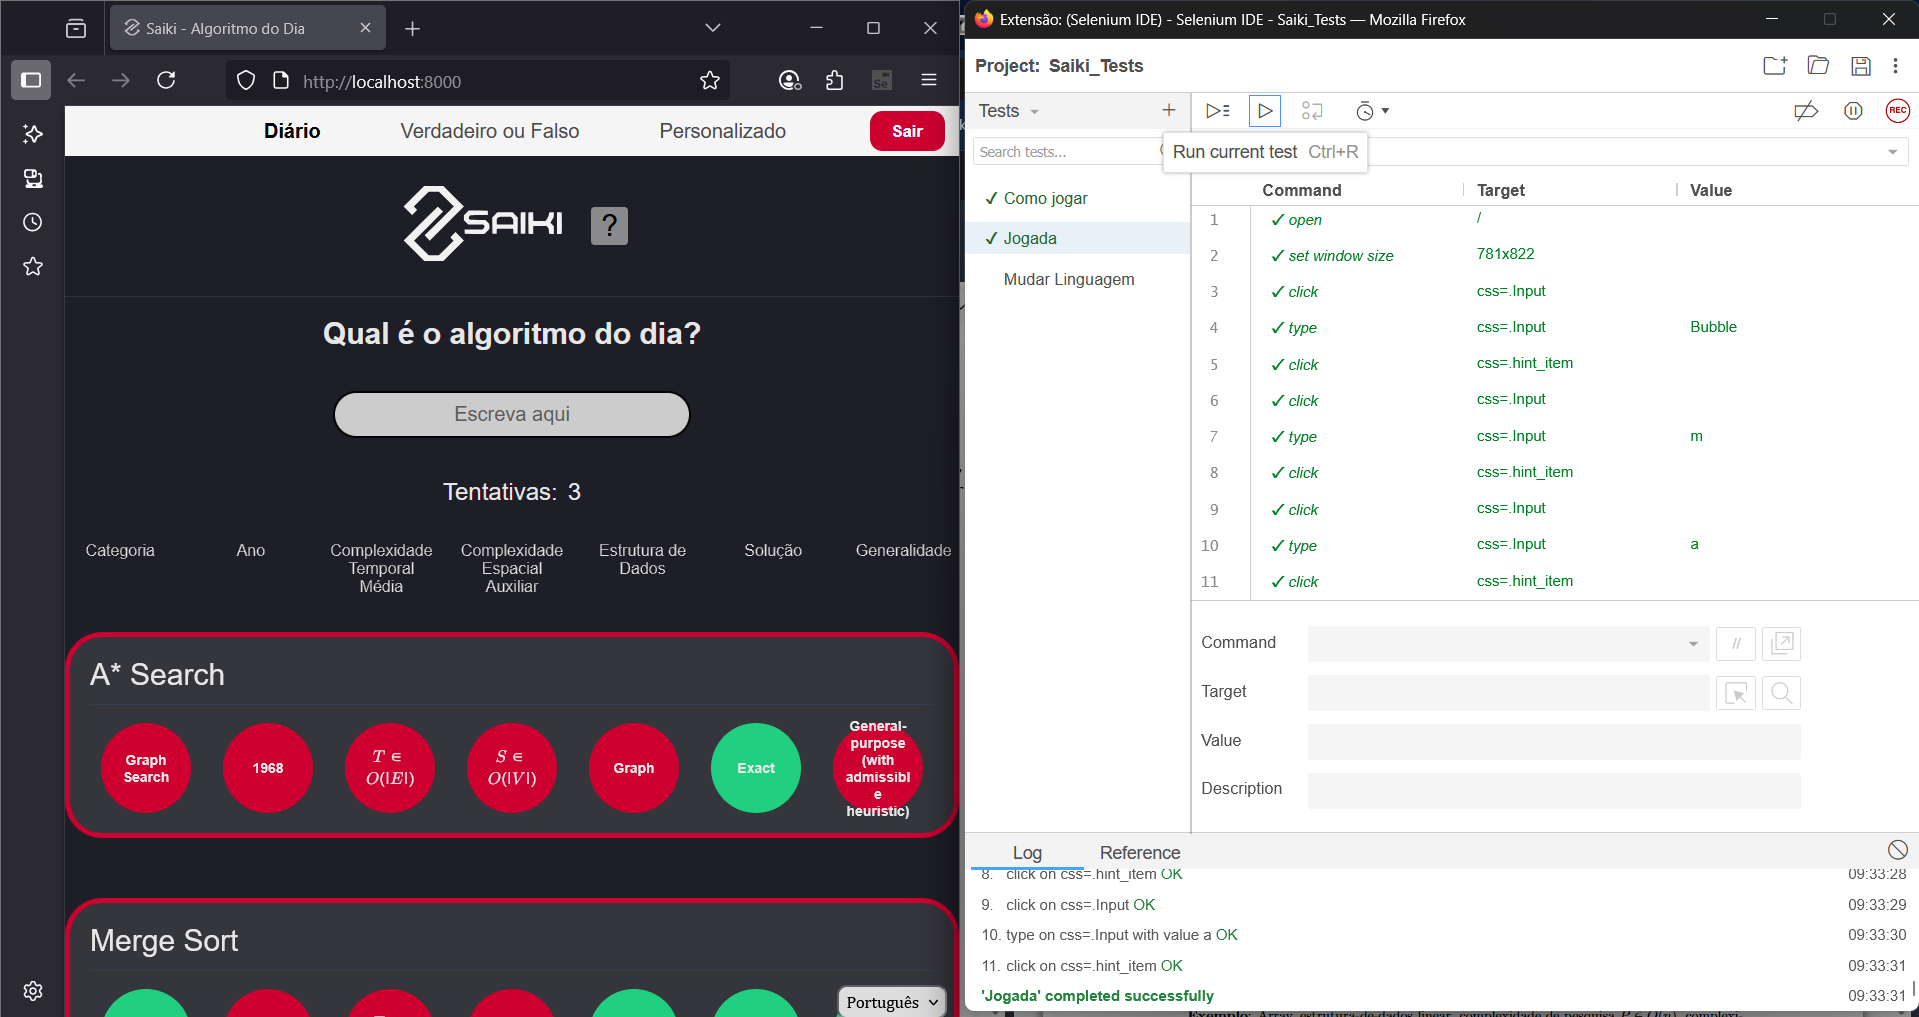 Saiki - Algoritmo do Dia
http://localhost:8000
Diário
Verdadeiro ou Falso
Personalizado
Sair
SAIKI
?
Qual é o algoritmo do dia?
Escreva aqui
Tentativas: 3
Categoria
Ano
Complexidade Temporal Média
Complexidade Espacial Auxiliar
Estrutura de Dados
Solução
Generalidade
A* Search
Graph Search
1968
T ∈ O(|E|)
S ∈ O(|V|)
Graph
Exact
General-purpose (with admissible heuristic)
Merge Sort
Português
Extensão: (Selenium IDE) - Selenium IDE - Saiki_Tests — Mozilla Firefox
Project: Saiki_Tests
Tests
REC
Search tests...
Run current test Ctrl+R
Como jogar
Jogada
Mudar Linguagem
Command Target Value
1 ✓ open /
2 ✓ set window size 781x822
3 ✓ click css=.Input
4 ✓ type css=.Input Bubble
5 ✓ click css=.hint_item
6 ✓ click css=.Input
7 ✓ type css=.Input m
8 ✓ click css=.hint_item
9 ✓ click css=.Input
10 ✓ type css=.Input a
11 ✓ click css=.hint_item
Command
//
Target
Value
Description
Log
Reference
8. click on css=.hint_item OK 09:33:28
9. click on css=.Input OK 09:33:29
10. type on css=.Input with value a OK 09:33:30
11. click on css=.hint_item OK 09:33:31
'Jogada' completed successfully 09:33:31